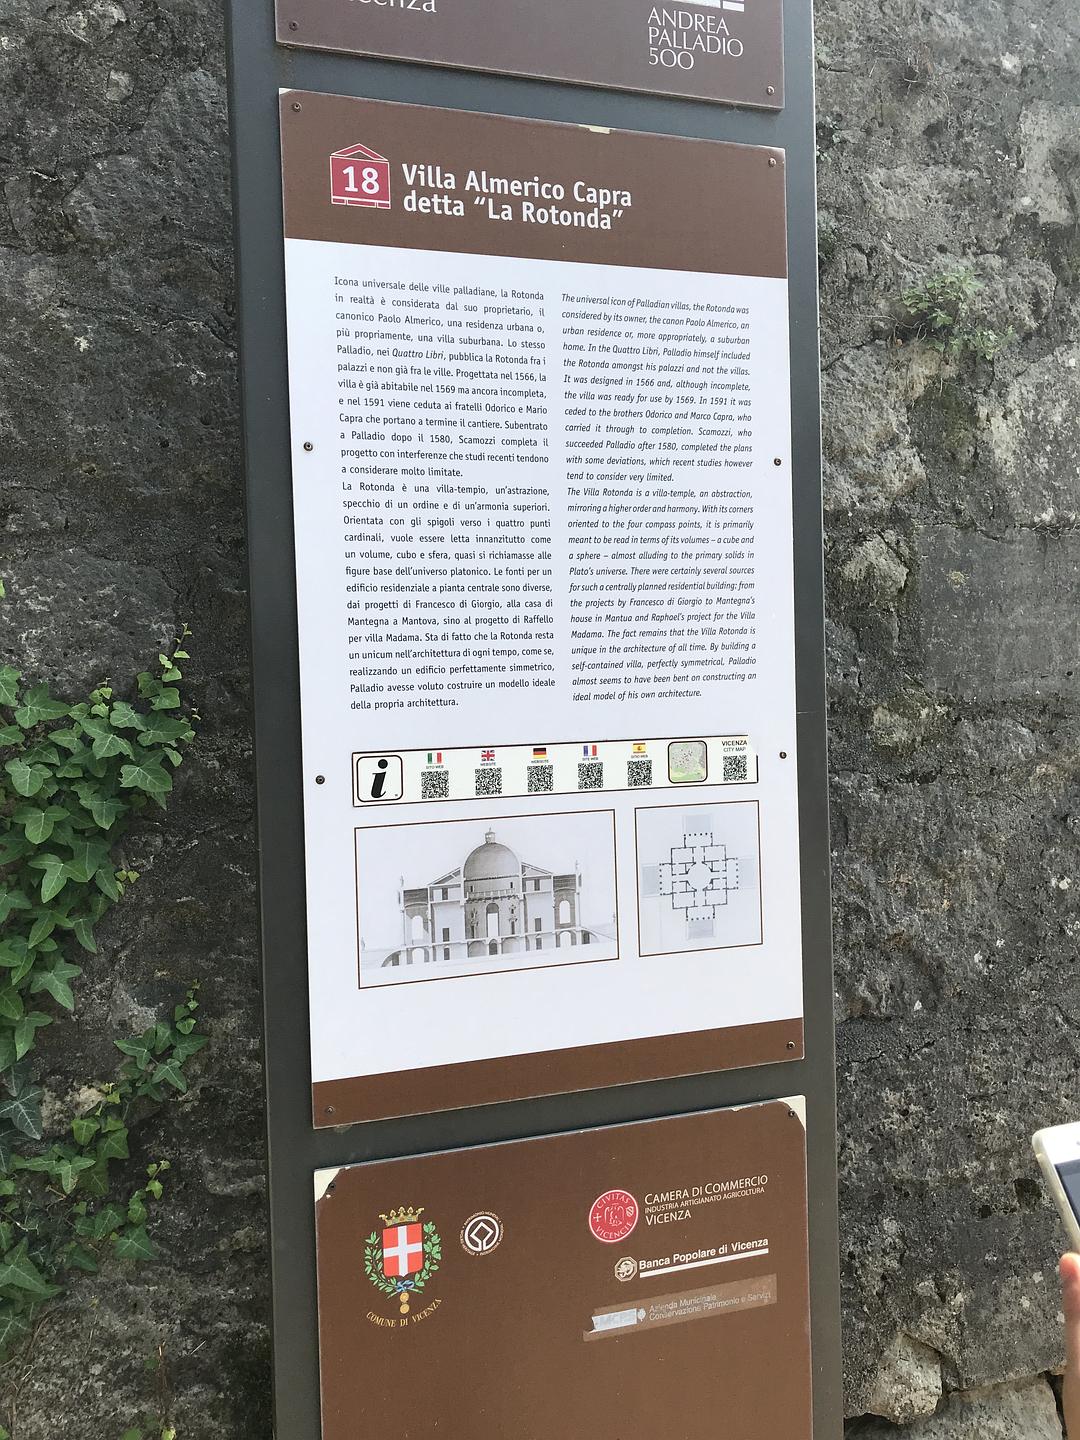 ANDREA
PALLADIO
500
18
Villa Almerico Capra
detta “La Rotonda”
Icona universale delle ville palladiane, la Rotonda
in realtà è considerata dal suo proprietario, il
canonico Paolo Almerico, una residenza urbana o,
più propriamente, una villa suburbana. Lo stesso
Palladio, nei Quattro Libri, pubblica la Rotonda fra i
palazzi e non già fra le ville. Progettata nel 1566, la
villa è già abitabile nel 1569 ma ancora incompleta,
e nel 1591 viene ceduta ai fratelli Odorico e Mario
Capra che portano a termine il cantiere. Subentrato
a Palladio dopo il 1580, Scamozzi completa il
progetto con interferenze che studi recenti tendono
a considerare molto limitate.
La Rotonda è una villa-tempio, un’astrazione,
specchio di un ordine e di un’armonia superiori.
Orientata con gli spigoli verso i quattro punti
cardinali, vuole essere letta innanzitutto come
un volume, cubo e sfera, quasi si richiamasse alle
figure base dell’universo platonico. Le fonti per un
edificio residenziale a pianta centrale sono diverse,
dai progetti di Francesco di Giorgio, alla casa di
Mantegna a Mantova, sino al progetto di Raffello
per villa Madama. Sta di fatto che la Rotonda resta
un unicum nell’architettura di ogni tempo, come se,
realizzando un edificio perfettamente simmetrico,
Palladio avesse voluto costruire un modello ideale
della propria architettura.
The universal icon of Palladian villas, the Rotonda was
considered by its owner, the canon Paolo Almerico, an
urban residence or, more appropriately, a suburban
home. In the Quattro Libri, Palladio himself included
the Rotonda amongst his palazzi and not the villas.
It was designed in 1566 and, although incomplete,
the villa was ready for use by 1569. In 1591 it was
ceded to the brothers Odorico and Marco Capra, who
carried it through to completion. Scamozzi, who
succeeded Palladio after 1580, completed the plans
with some deviations, which recent studies however
tend to consider very limited.
The Villa Rotonda is a villa-temple, an abstraction,
mirroring a higher order and harmony. With its corners
oriented to the four compass points, it is primarily
meant to be read in terms of its volumes – a cube and
a sphere – almost alluding to the primary solids in
Plato’s universe. There were certainly several sources
for such a centrally planned residential building: from
the projects by Francesco di Giorgio to Mantegna’s
house in Mantua and Raphael’s project for the Villa
Madama. The fact remains that the Villa Rotonda is
unique in the architecture of all time. By building a
self-contained villa, perfectly symmetrical, Palladio
almost seems to have been bent on constructing an
ideal model of his own architecture.
i
SITO WEB
WEBSITE
WEBSEITE
SITE WEB
SITIO WEB
VICENZA
CITY MAP
COMUNE DI VICENZA
CIVITAS
VICENCIE
CAMERA DI COMMERCIO
INDUSTRIA ARTIGIANATO AGRICOLTURA
VICENZA
Banca Popolare di Vicenza
Azienda Municipale
Conservazione Patrimonio e Servizi